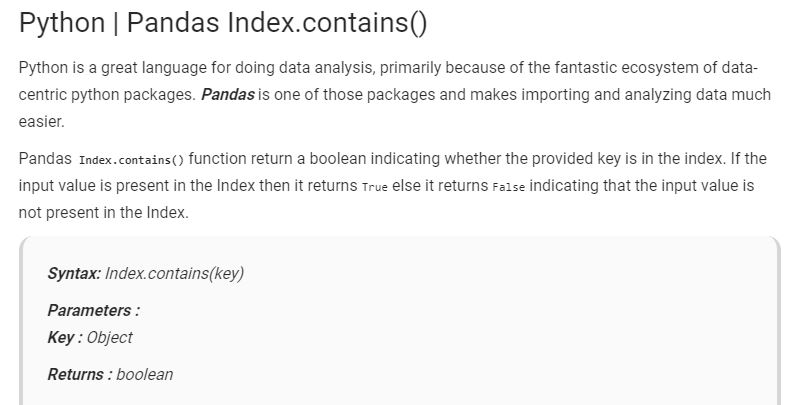 Python | Pandas Index.contains()
Python is a great language for doing data analysis, primarily because of the fantastic ecosystem of data-
centric python packages. Pandas is one of those packages and makes importing and analyzing data much
easier.
Pandas Index.contains() function return a boolean indicating whether the provided key is in the index. If the
input value is present in the Index then it returns True else it returns False indicating that the input value is
not present in the Index.
Syntax: Index.contains(key)
Parameters :
Key : Object
Returns : boolean